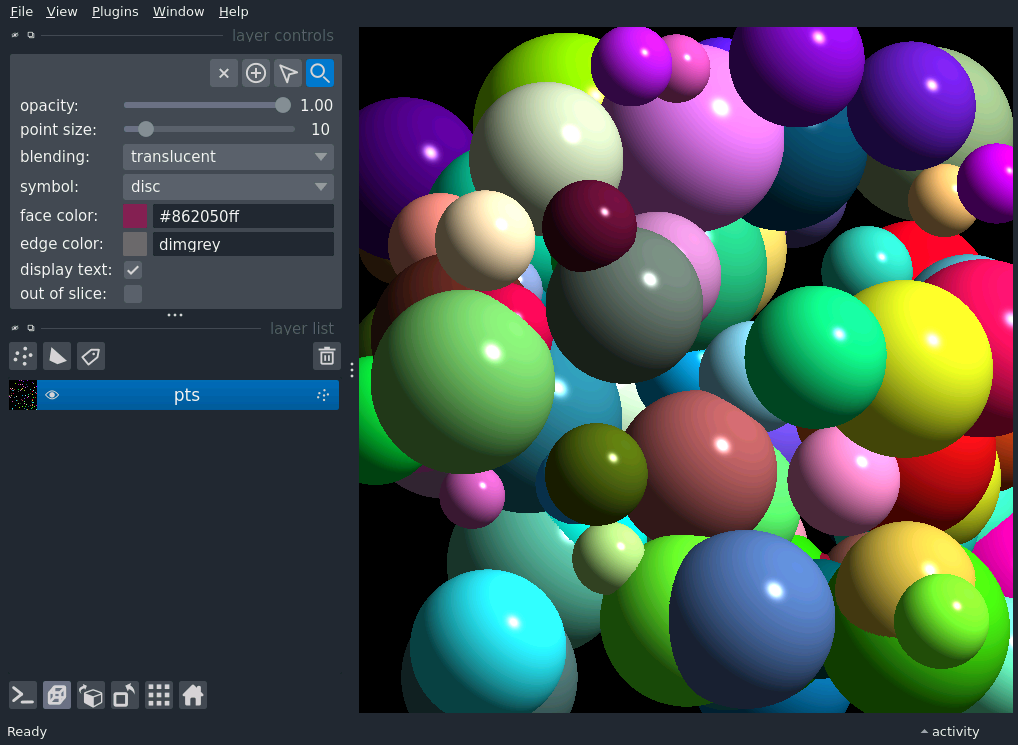 File View Plugins Window Help
layer controls
opacity: 1.00
point size: 10
blending: translucent
symbol: disc
face color: #862050ff
edge color: dimgrey
display text:
out of slice:
layer list
pts
Ready
activity